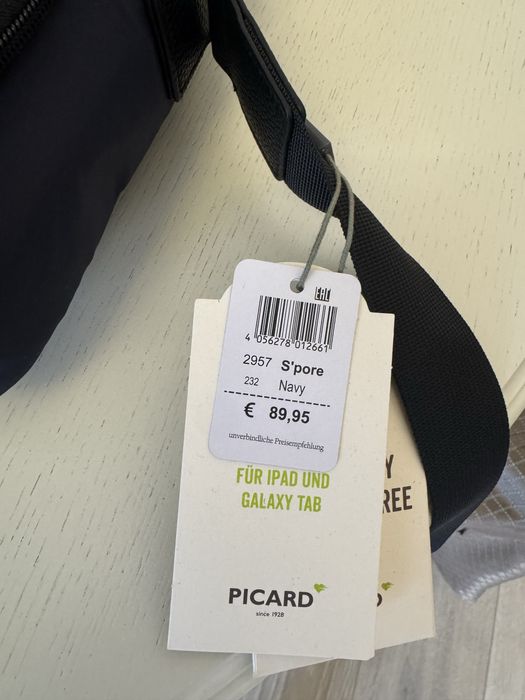 EAC
4 056278 012661
2957 S'pore
232 Navy
€ 89,95
unverbindliche Preisempfehlung
FÜR IPAD UND
GALAXY TAB
PICARD
since 1928
Y
REE